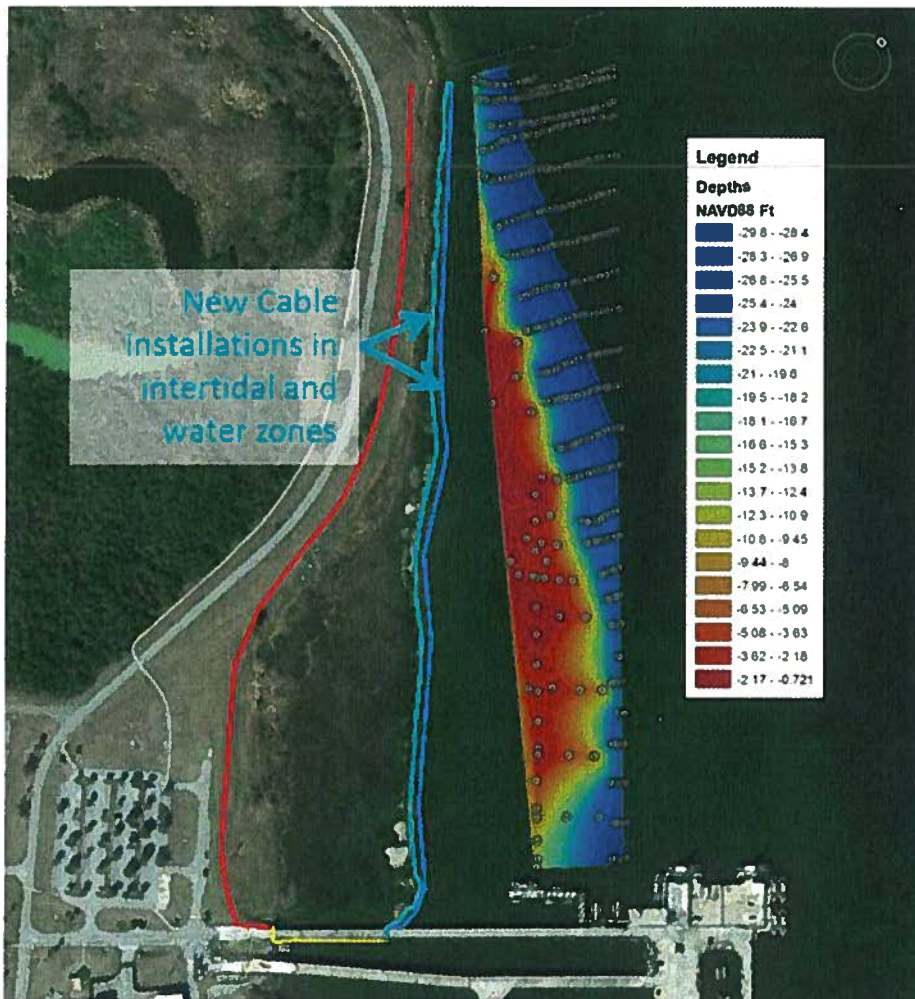 Legend
Depths
NAVD88 Ft
-29.8 - -28.4
-28.3 - -26.9
-26.8 - -25.5
-25.4 - -24
-23.9 - -22.6
-22.5 - -21.1
-21 - -19.6
-19.5 - -18.2
-18.1 - -16.7
-16.6 - -15.3
-15.2 - -13.8
-13.7 - -12.4
-12.3 - -10.9
-10.8 - -9.45
-9.44 - -8
-7.99 - -6.54
-6.53 - -5.09
-5.08 - -3.63
-3.62 - -2.18
-2.17 - -0.721
New Cable
installations in
intertidal and
water zones